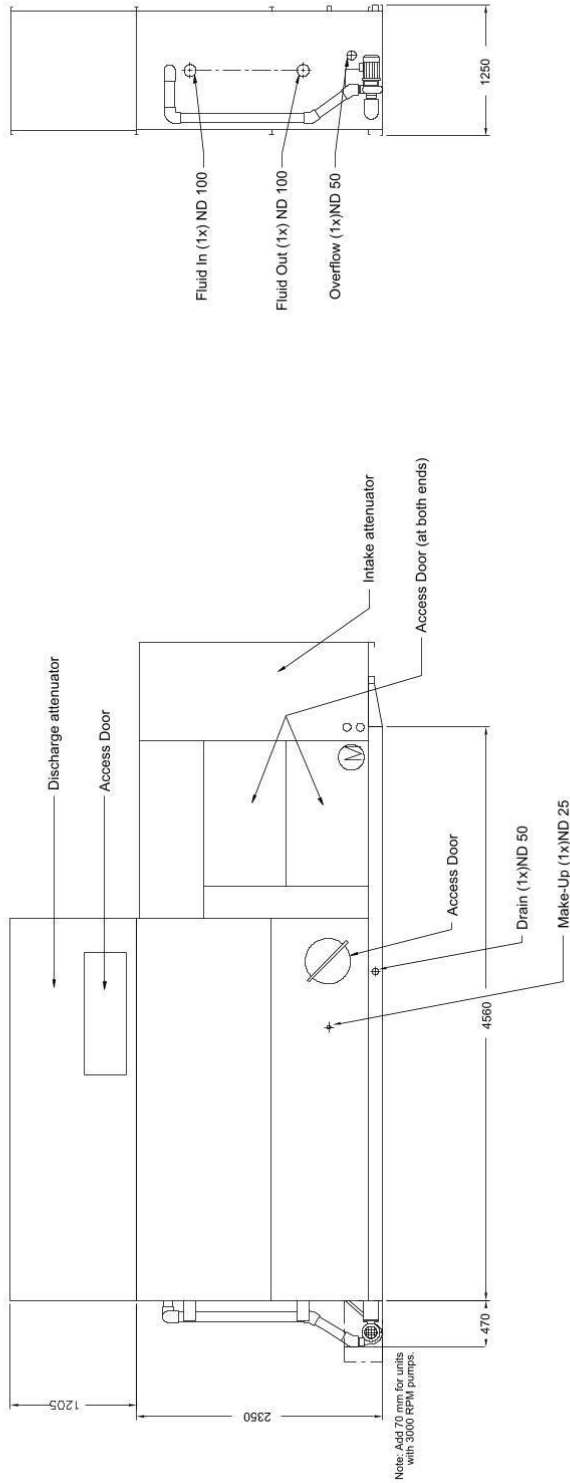 Discharge attenuator
Access Door
Intake attenuator
Access Door (at both ends)
M
Access Door
Drain (1x)ND 50
Make-Up (1x)ND 25
4560
470
1205
2350
Note: Add 70 mm for units
with 3000 RPM pumps.
Fluid In (1x) ND 100
Fluid Out (1x) ND 100
Overflow (1x)ND 50
1250